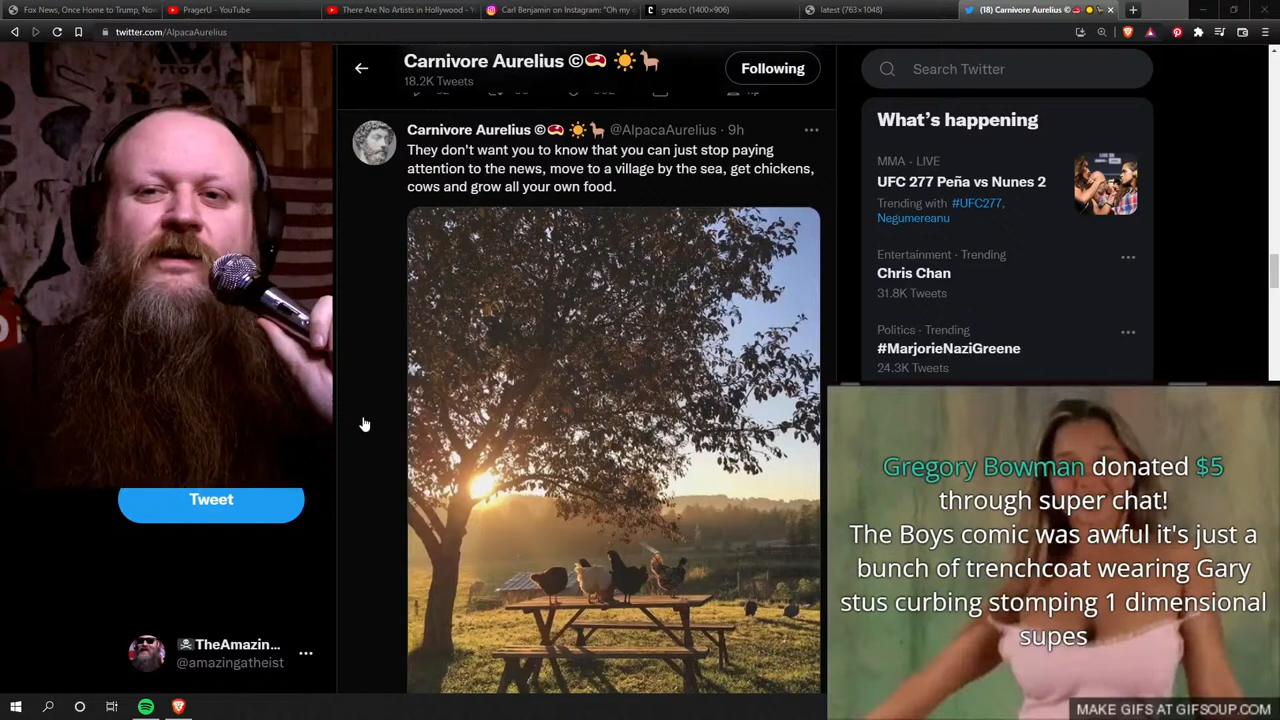 Fox News, Once Home to Trump, Nov
PragerU - YouTube
There Are No Artists in Hollywood - Y
Carl Benjamin on Instagram: "Oh my g
greedo (1400×906)
latest (763×1048)
(18) Carnivore Aurelius ©
twitter.com/AlpacaAurelius
Carnivore Aurelius ©🥩 ☀️🦙
18.2K Tweets
Following
Search Twitter
Carnivore Aurelius ©🥩 ☀️🦙 @AlpacaAurelius · 9h
They don't want you to know that you can just stop paying
attention to the news, move to a village by the sea, get chickens,
cows and grow all your own food.
What's happening
MMA · LIVE
UFC 277 Peña vs Nunes 2
Trending with #UFC277,
Negumereanu
Entertainment · Trending
Chris Chan
31.8K Tweets
Politics · Trending
#MarjorieNaziGreene
24.3K Tweets
Tweet
☠️TheAmazin...
@amazingatheist
Gregory Bowman donated $5
through super chat!
The Boys comic was awful it's just a
bunch of trenchcoat wearing Gary
stus curbing stomping 1 dimensional
supes
MAKE GIFS AT GIFSOUP.COM